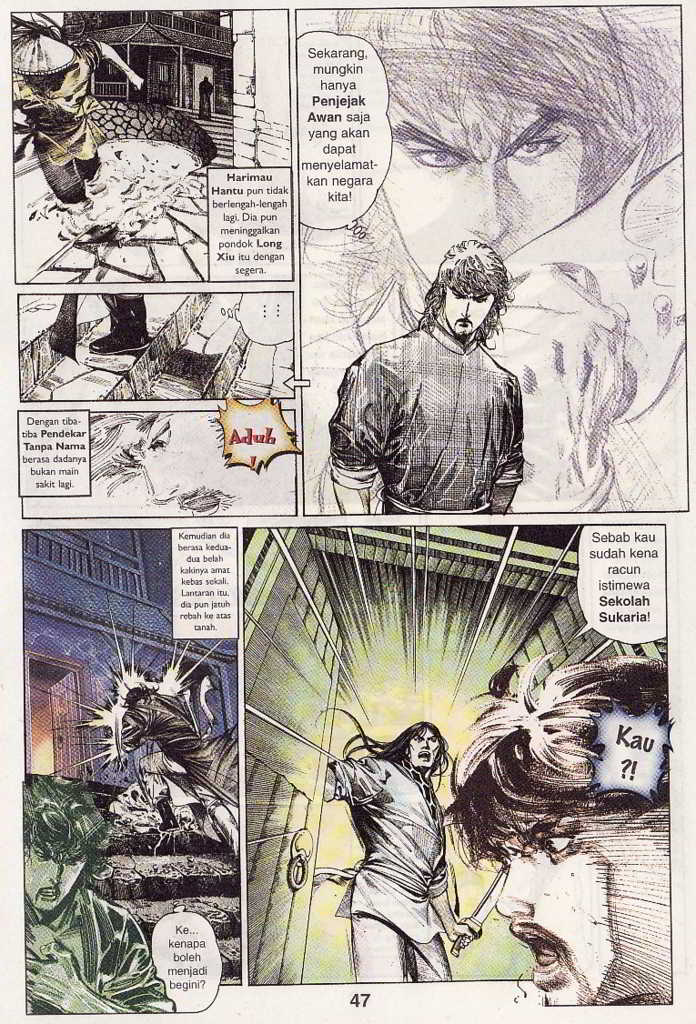 Harimau
Hantu pun tidak
berlengah-lengah
lagi. Dia pun
meninggalkan
pondok Long
Xiu itu dengan
segera.
Sekarang,
mungkin
hanya
Penjejak
Awan saja
yang akan
dapat
menyelamat-
kan negara
kita!
...
Dengan tiba-
tiba Pendekar
Tanpa Nama
berasa dadanya
bukan main
sakit lagi.
Aduh
!
Kemudian dia
berasa kedua-
dua belah
kakinya amat
kebas sekali.
Lantaran itu,
dia pun jatuh
rebah ke atas
tanah.
Ke...
kenapa
boleh
menjadi
begini?
Sebab kau
sudah kena
racun
istimewa
Sekolah
Sukaria!
Kau
?!
47